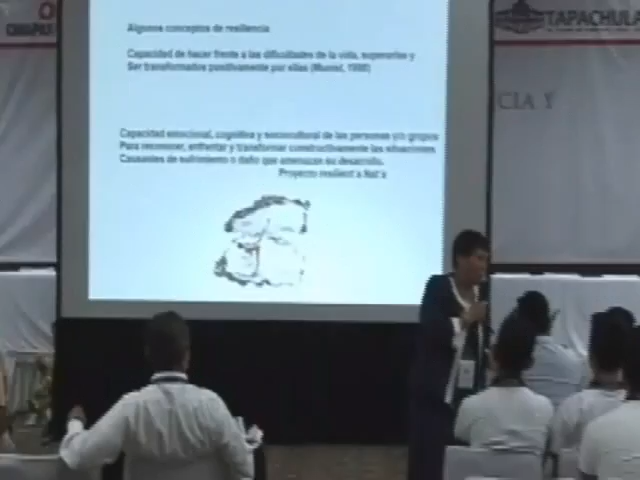 CHIAPAS
TAPACHULA
CIA Y
Algunos conceptos de resiliencia
Capacidad de hacer frente a las dificultades de la vida, superarlas y
Ser transformados positivamente por ellas (Munist, 1998)
Capacidad emocional, cognitiva y sociocultural de las personas y/o grupos
Para reconocer, enfrentar y transformar constructivamente las situaciones
Causantes de sufrimiento o daño que amenazan su desarrollo.
Proyecto resilient´s Nat´s